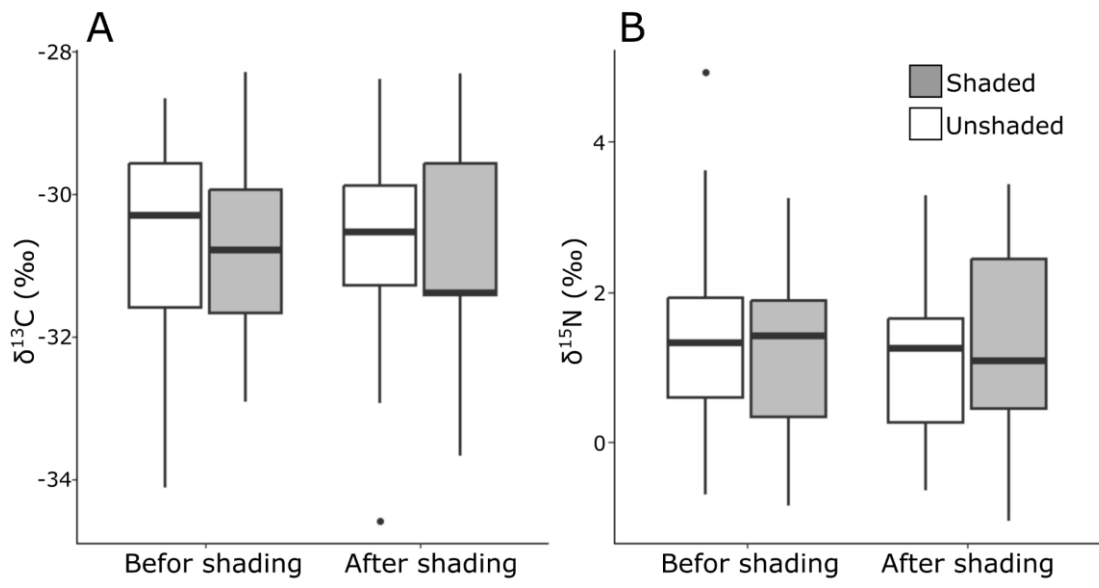 A
B
-28
-30
-32
-34
δ¹³C (‰)
Befor shading
After shading
4
2
0
δ¹⁵N (‰)
Shaded
Unshaded
Befor shading
After shading